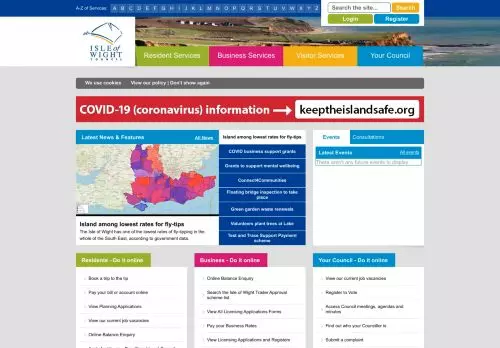 A-Z of Services: A B C D E F G H I J K L M N O P Q R S T U V W X Y Z
Search the site... Search
Login Register
ISLE of
WIGHT
COUNCIL
Resident Services Business Services Visitor Services Your Council
We use cookies View our policy | Don't show again
COVID-19 (coronavirus) information keeptheislandsafe.org
Latest News & Features All News
Island among lowest rates for fly-tips
COVID business support grants
Grants to support mental wellbeing
Connect4Communities
Floating bridge inspection to take
place
Green garden waste renewals
Volunteers plant trees at Lake
Test and Trace Support Payment
scheme
Island among lowest rates for fly-tips
The Isle of Wight has one of the lowest rates of fly-tipping in the
whole of the South East, according to government data.
Events Consultations
Latest Events All events
There aren't any future events to display.
Residents - Do it online
Book a trip to the tip
Pay your bill or account online
View Planning Applications
View our current job vacancies
Online Balance Enquiry
Business - Do it online
Online Balance Enquiry
Search the Isle of Wight Trader Approval
scheme list
View All Licensing Applications Forms
Pay your Business Rates
View Licensing Applications and Registers
Your Council - Do it online
View our current job vacancies
Register to Vote
Access Council meetings, agendas and
minutes
Find out who your Councillor is
Submit a complaint